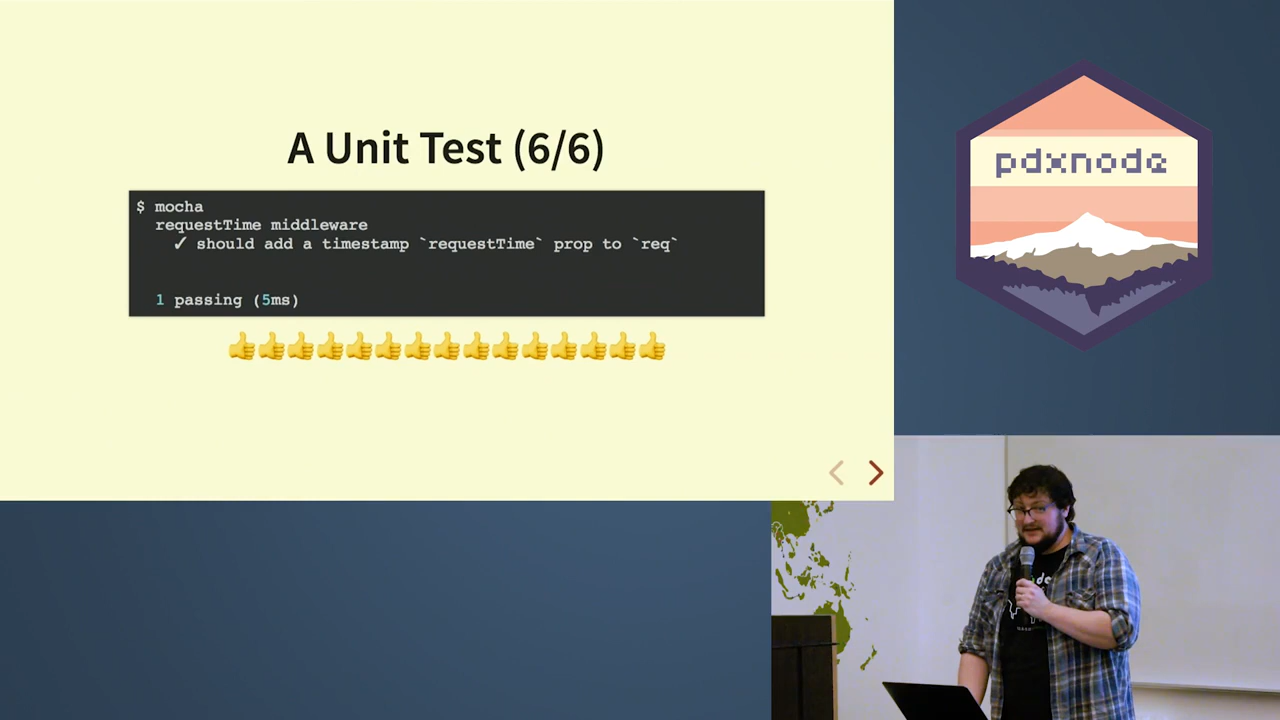 A Unit Test (6/6)
$ mocha
requestTime middleware
✓ should add a timestamp `requestTime` prop to `req`
1 passing (5ms)
pdxnode